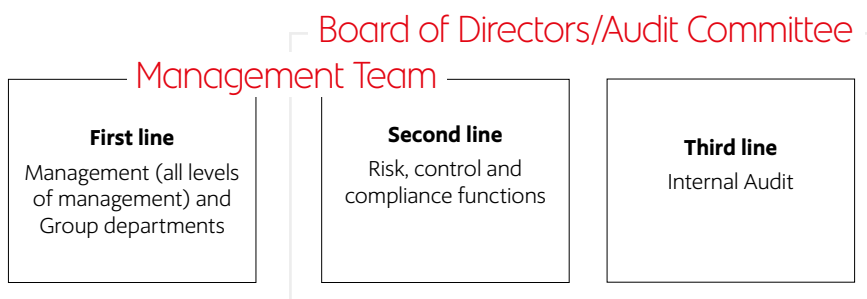 Board of Directors/Audit Committee
Management Team
First line
Management (all levels
of management) and
Group departments
Second line
Risk, control and
compliance functions
Third line
Internal Audit